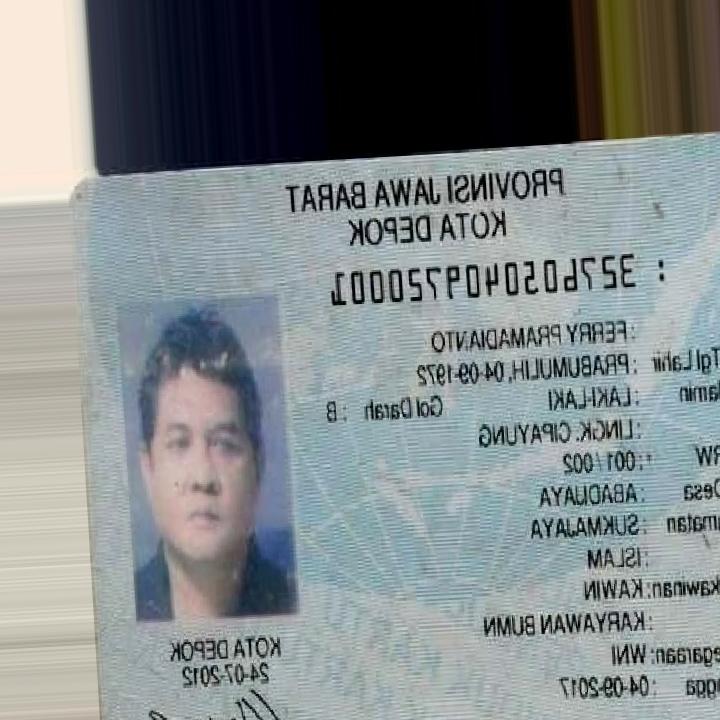 PROVINSI JAWA BARAT
KOTA DEPOK
: 3276050409720001
: FERRY PRAMADIANTO
Tgl Lahir : PRABUMULIH, 04-09-1972
lamin : LAKI-LAKI Gol Darah : B
: LINGK. CIPAYUNG
RW : 001/002
Desa : ABADIJAYA
matan : SUKMAJAYA
: ISLAM
kawinan: KAWIN
: KARYAWAN BUMN
egaraan: WNI
ngga : 04-09-2017
KOTA DEPOK
24-07-2012